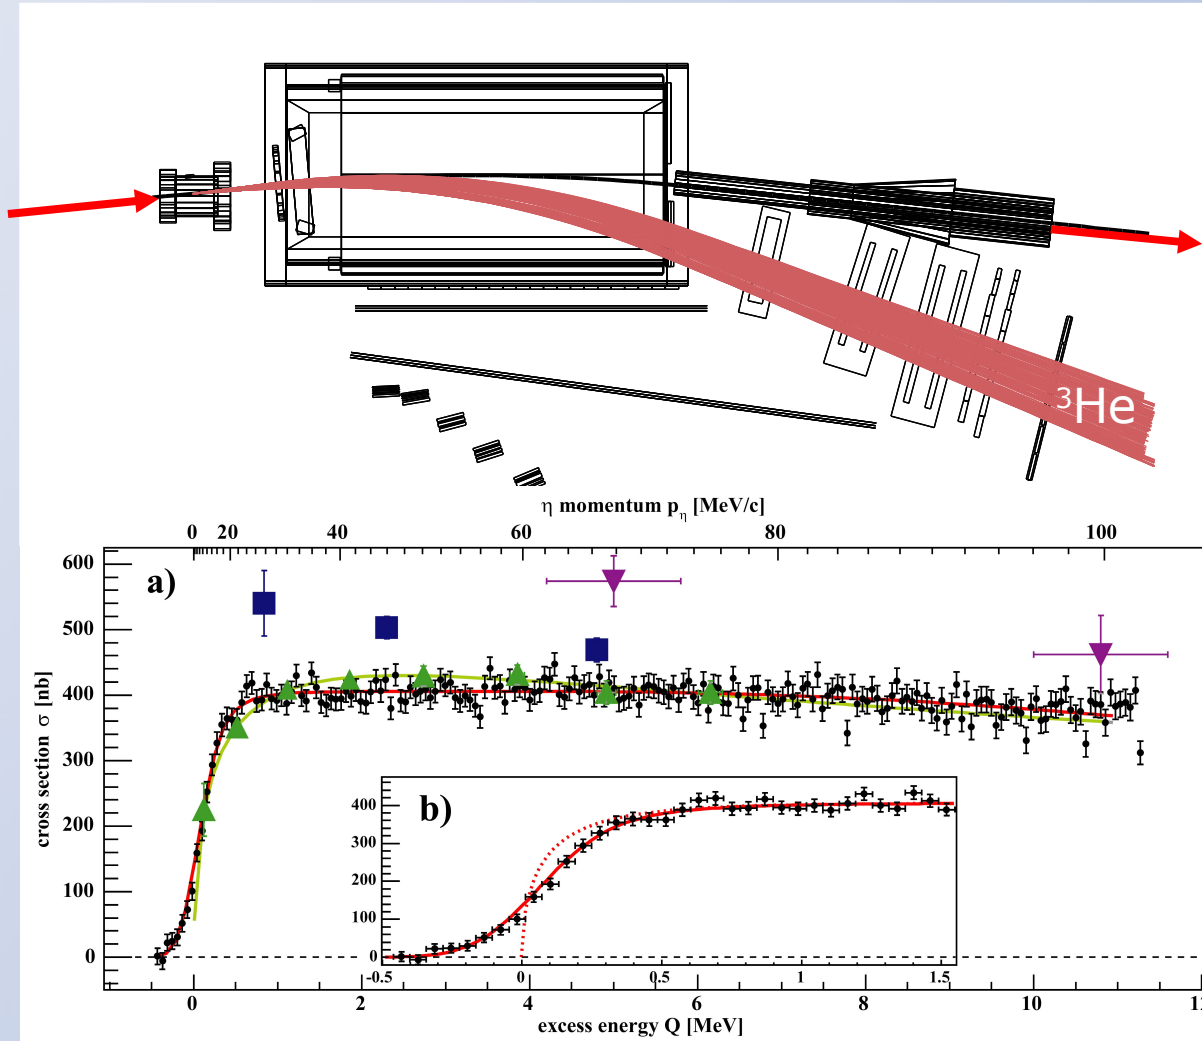 ³He
η momentum pη [MeV/c]
0 20 40 60 80 100
a)
600
500
400
300
200
100
0
cross section σ [nb]
b)
400
300
200
100
0
-0.5 0 0.5 1 1.5
0 2 4 6 8 10
excess energy Q [MeV]